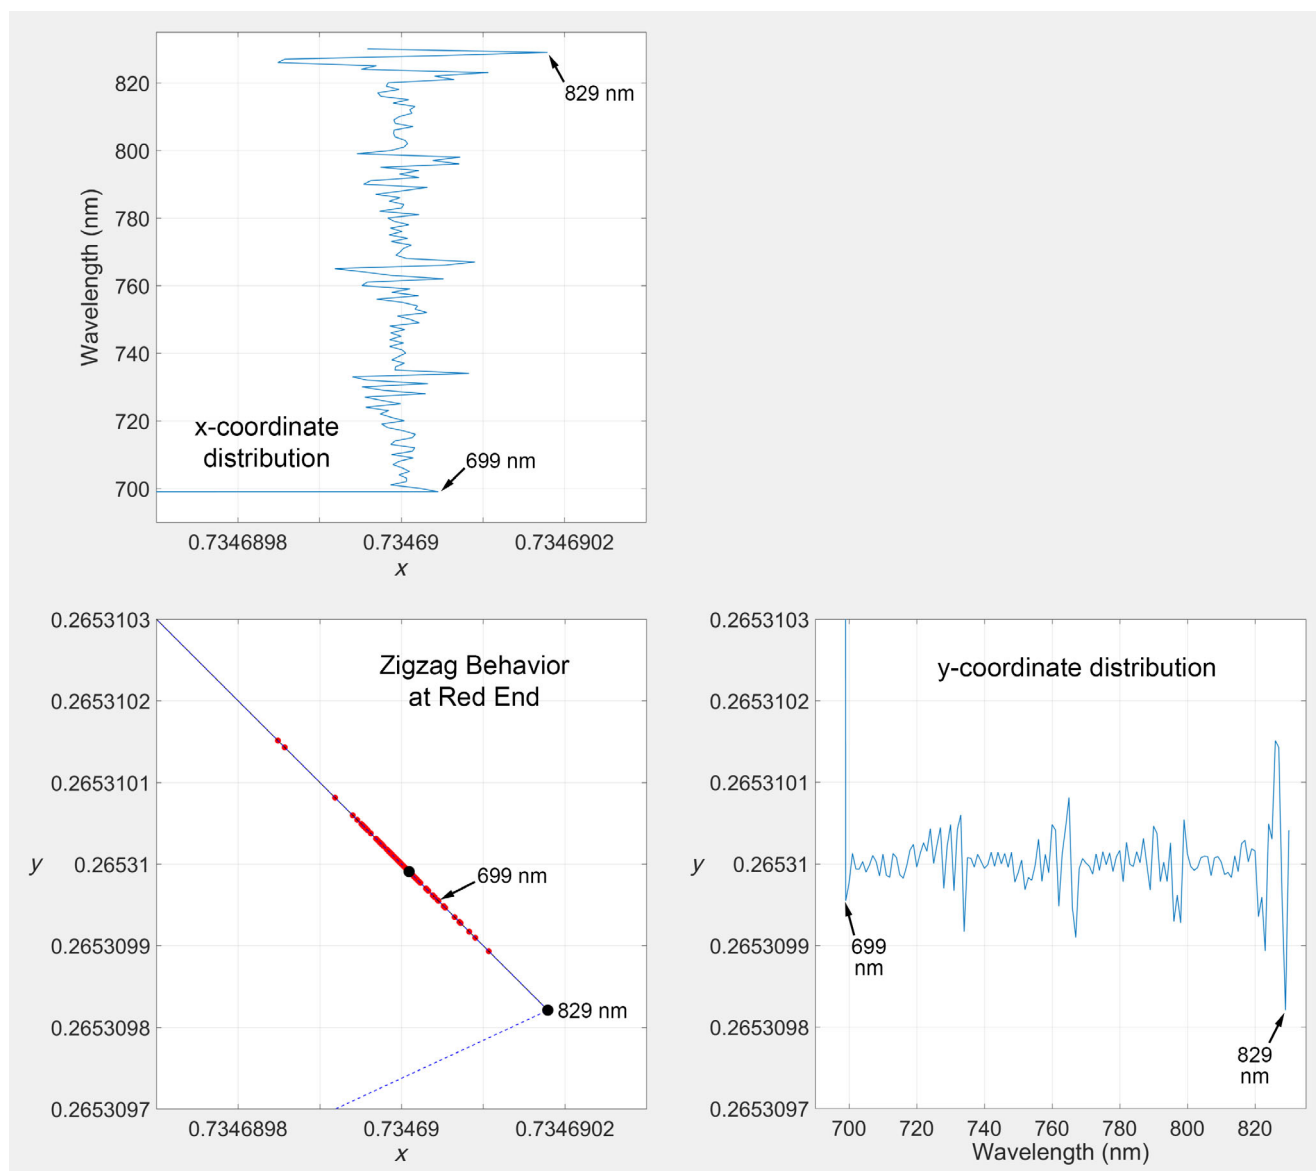 820
829 nm
800
780
Wavelength (nm)
760
740
720
x-coordinate
distribution
699 nm
700
0.7346898
0.73469
0.7346902
x
0.2653103
0.2653102
0.2653101
0.26531
0.2653099
0.2653098
0.2653097
y
Zigzag Behavior
at Red End
699 nm
829 nm
0.7346898
0.73469
0.7346902
x
0.2653103
0.2653102
0.2653101
0.26531
0.2653099
0.2653098
0.2653097
y
y-coordinate distribution
699
nm
829
nm
700
720
740
760
780
800
820
Wavelength (nm)